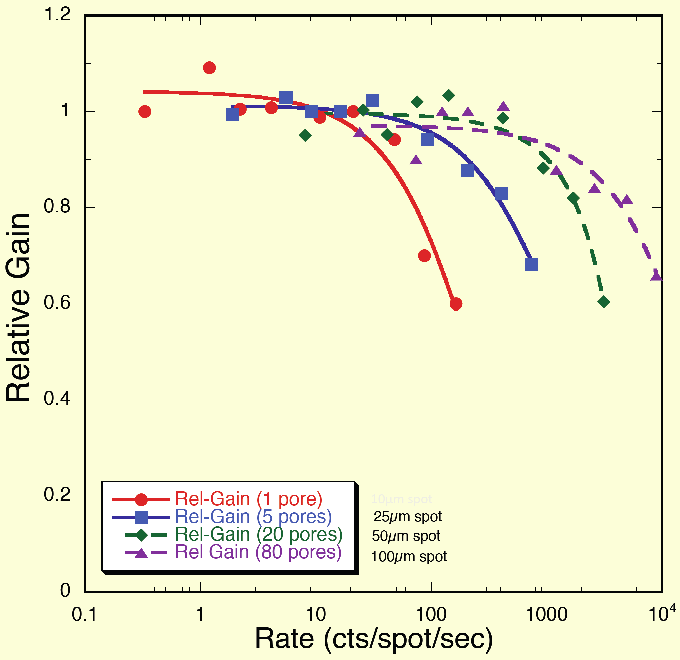 1.2
1
0.8
0.6
0.4
0.2
0
Relative Gain
Rel-Gain (1 pore)
10µm spot
Rel-Gain (5 pores)
25µm spot
Rel-Gain (20 pores)
50µm spot
Rel Gain (80 pores)
100µm spot
0.1
1
10
100
1000
10⁴
Rate (cts/spot/sec)